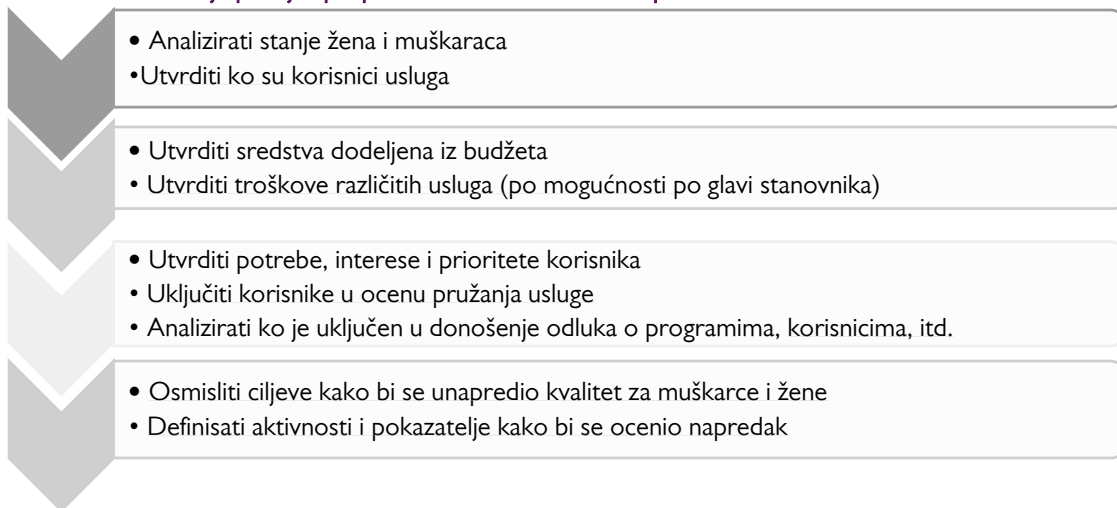 • Analizirati stanje žena i muškaraca
•Utvrditi ko su korisnici usluga
• Utvrditi sredstva dodeljena iz budžeta
• Utvrditi troškove različitih usluga (po mogućnosti po glavi stanovnika)
• Utvrditi potrebe, interese i prioritete korisnika
• Uključiti korisnike u ocenu pružanja usluge
• Analizirati ko je uključen u donošenje odluka o programima, korisnicima, itd.
• Osmisliti ciljeve kako bi se unapredio kvalitet za muškarce i žene
• Definisati aktivnosti i pokazatelje kako bi se ocenio napredak